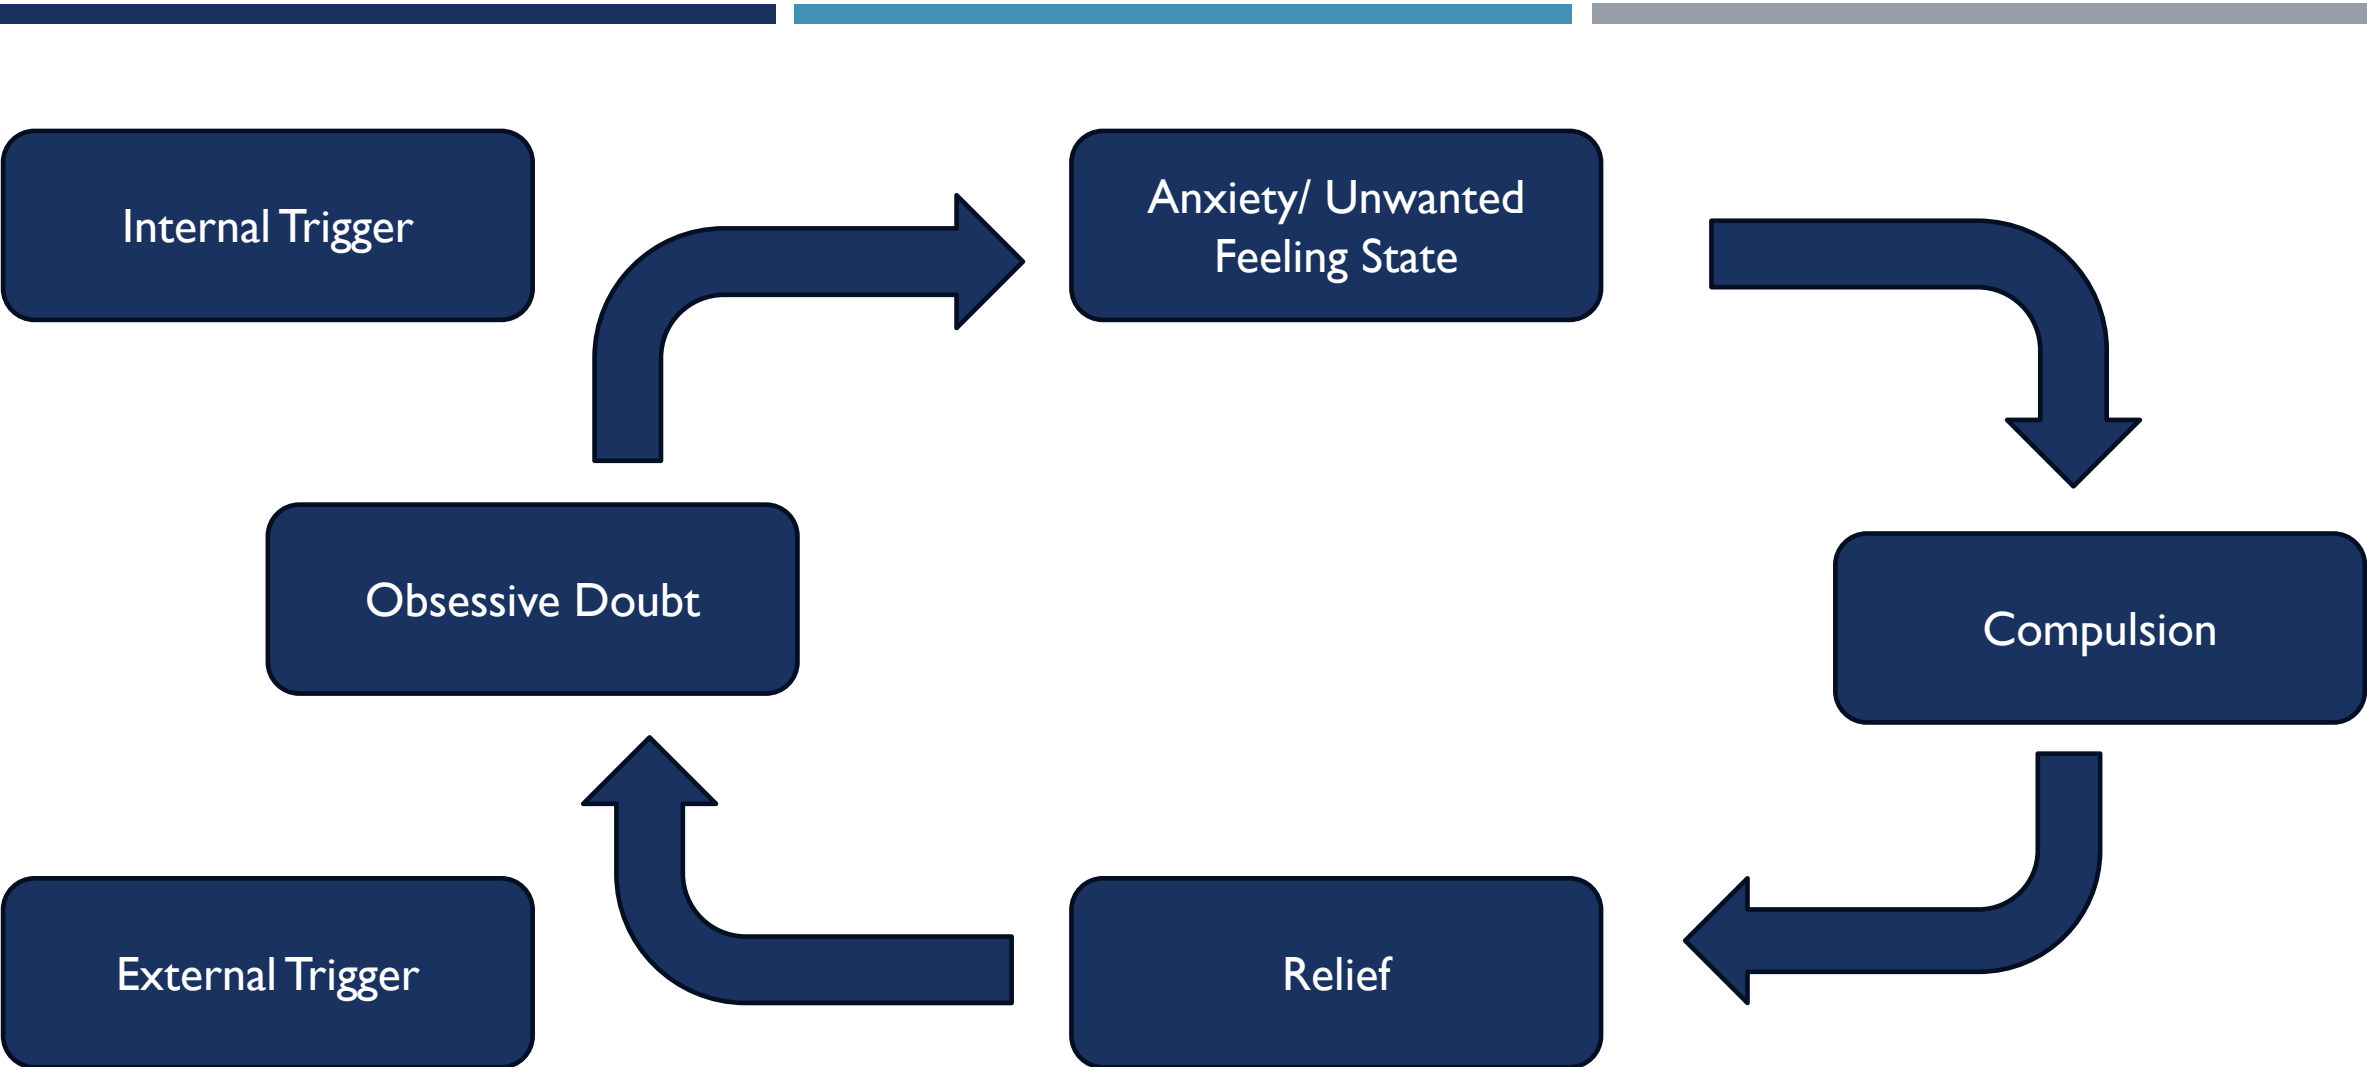 Internal Trigger
Anxiety/ Unwanted
Feeling State
Obsessive Doubt
Compulsion
External Trigger
Relief